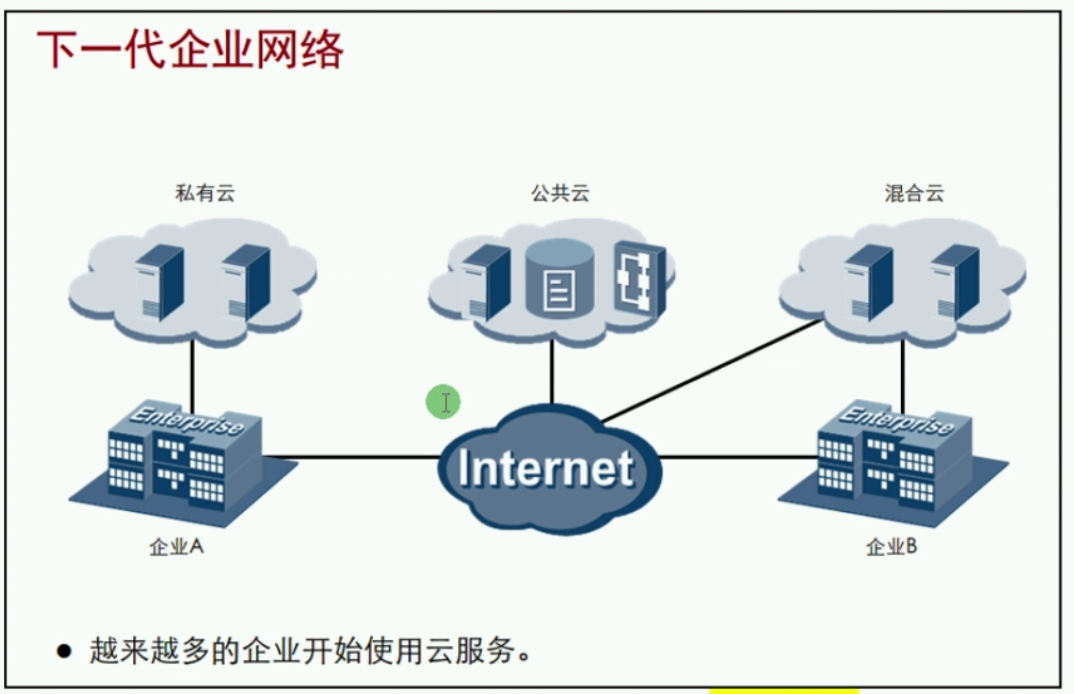 下一代企业网络
私有云
公共云
混合云
Enterprise
Internet
Enterprise
企业A
企业B
● 越来越多的企业开始使用云服务。